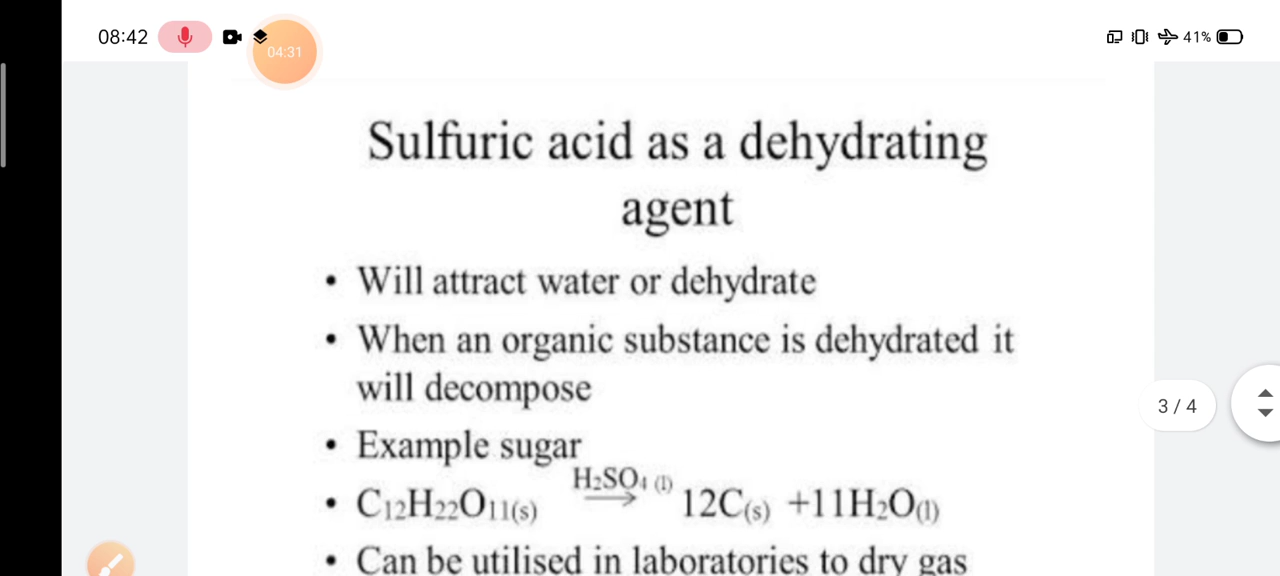 08:42
04:31
41%
Sulfuric acid as a dehydrating
agent
• Will attract water or dehydrate
• When an organic substance is dehydrated it
will decompose
• Example sugar
• C₁₂H₂₂O₁₁(s) H₂SO₄ (l) → 12C(s) +11H₂O(l)
• Can be utilised in laboratories to dry gas
3 / 4